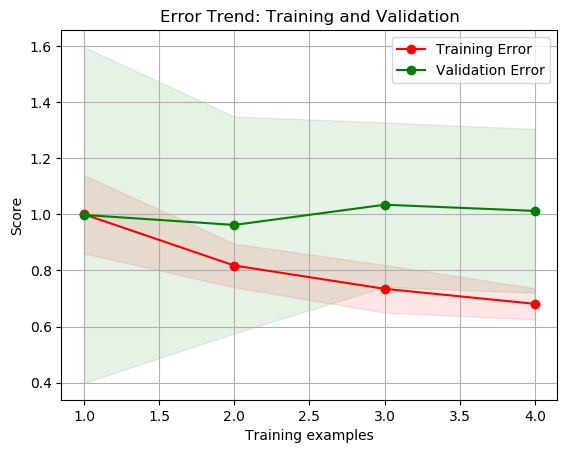 Error Trend: Training and Validation
Training Error
Validation Error
Score
1.6
1.4
1.2
1.0
0.8
0.6
0.4
1.0 1.5 2.0 2.5 3.0 3.5 4.0
Training examples